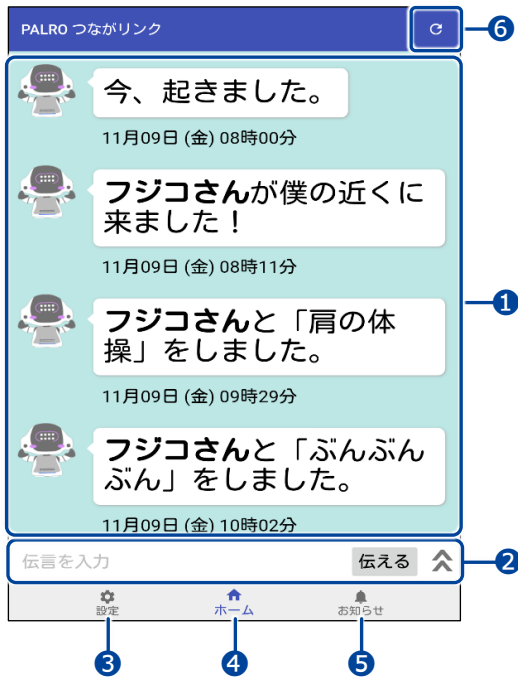 PALRO つながリンク
6
今、起きました。
11月09日 (金) 08時00分
フジコさんが僕の近くに
来ました！
11月09日 (金) 08時11分
1
フジコさんと「肩の体
操」をしました。
11月09日 (金) 09時29分
フジコさんと「ぶんぶん
ぶん」をしました。
11月09日 (金) 10時02分
伝言を入力 伝える
2
設定 ホーム お知らせ
3 4 5